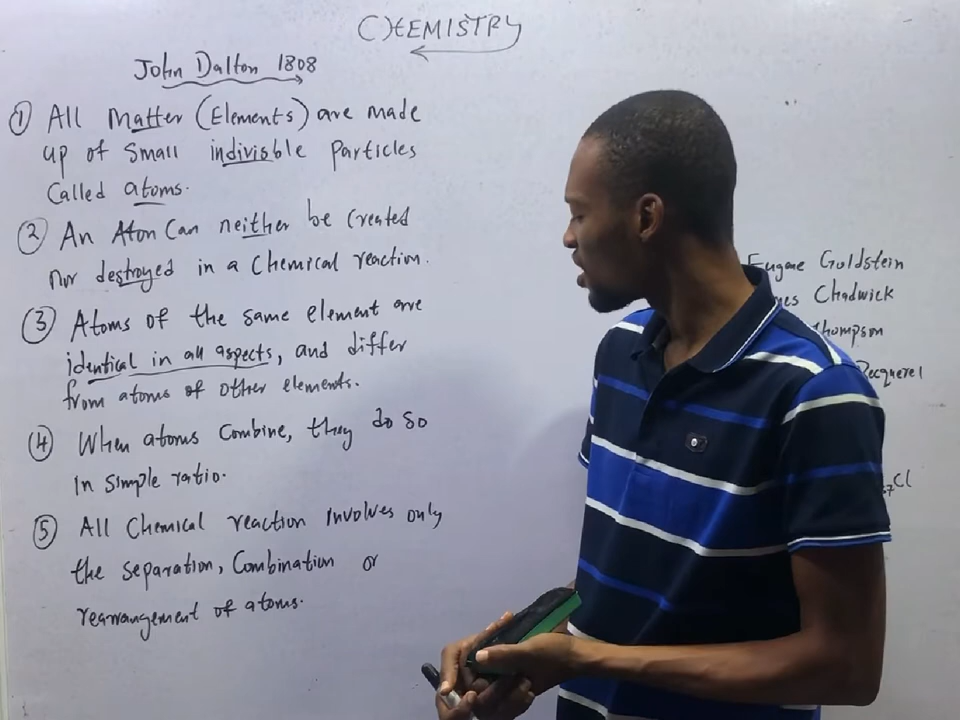 CHEMISTRY
John Dalton 1808
① All Matter (Elements) are made
up of small indivisble particles
called atoms.
② An Aton Can neither be Created
nor destroyed in a Chemical reaction.
③ Atoms of the same element are
identical in all aspects, and differ
from atoms of other elements.
④ When atoms Combine, they do so
in simple ratio.
⑤ All Chemical reaction involves only
the separation, Combination or
rearrangement of atoms.
Eugene Goldstein
Chadwick
Thompson
Becquerel
Cl